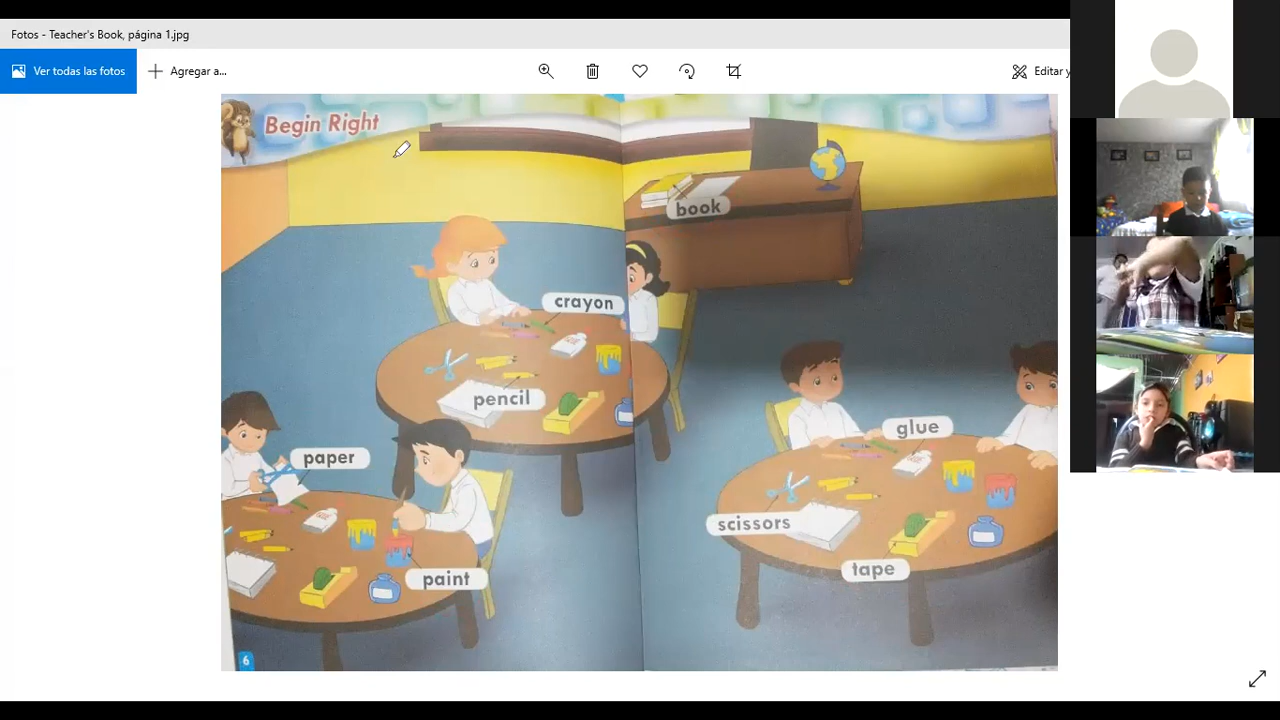 Fotos - Teacher's Book, página 1.jpg
Ver todas las fotos
Agregar a...
Editar y
Begin Right
book
crayon
pencil
glue
paper
scissors
tape
paint
6